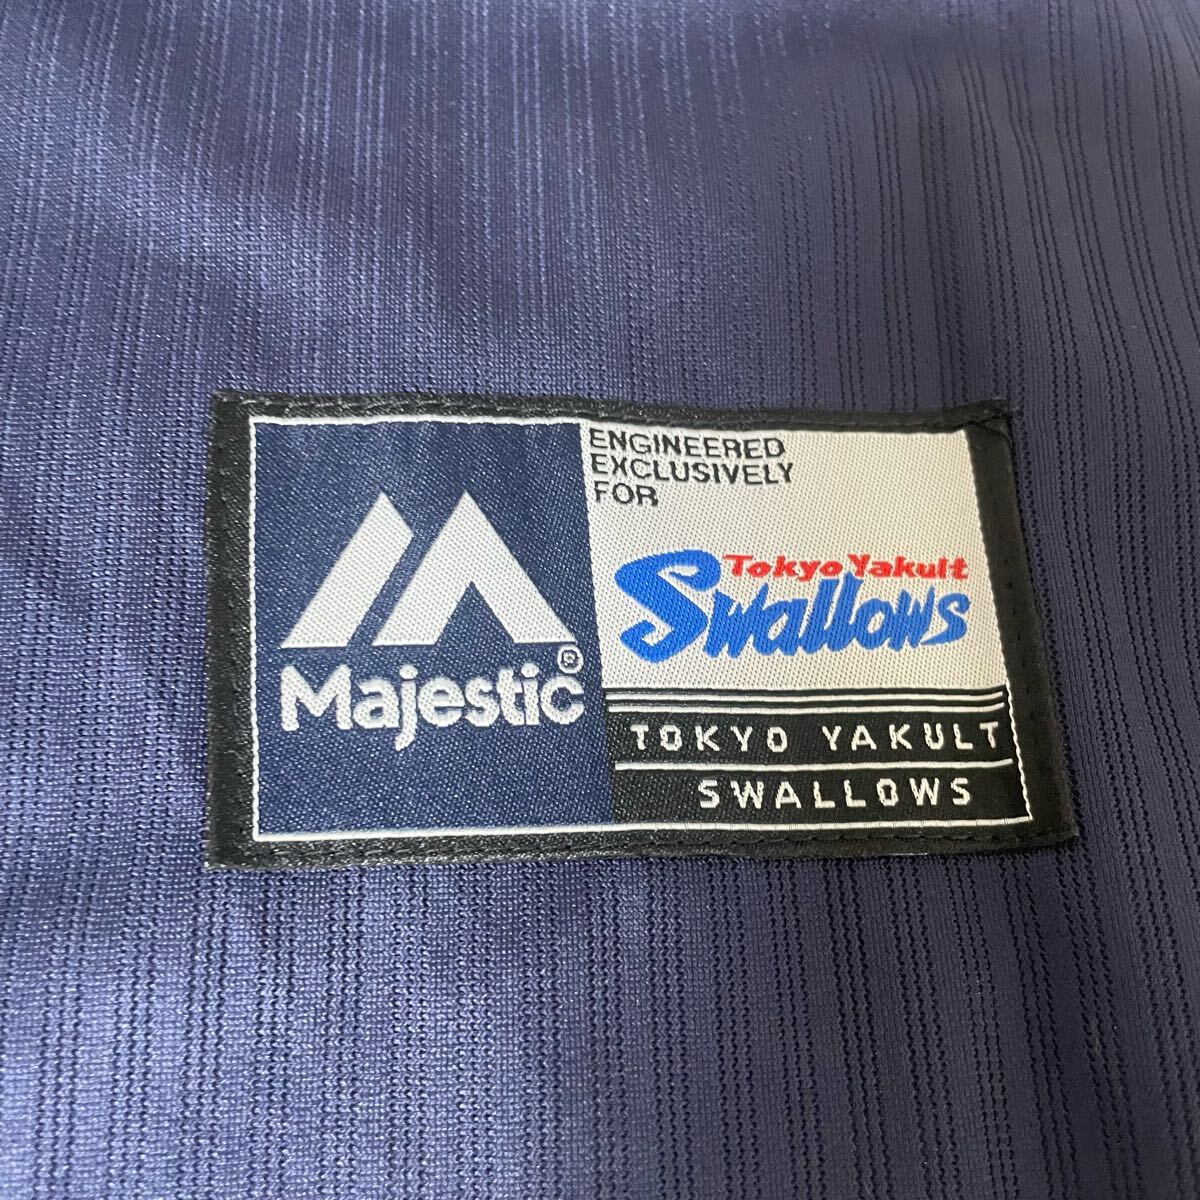 Majestic®
ENGINEERED
EXCLUSIVELY
FOR
Tokyo Yakult
Swallows
TOKYO YAKULT
SWALLOWS